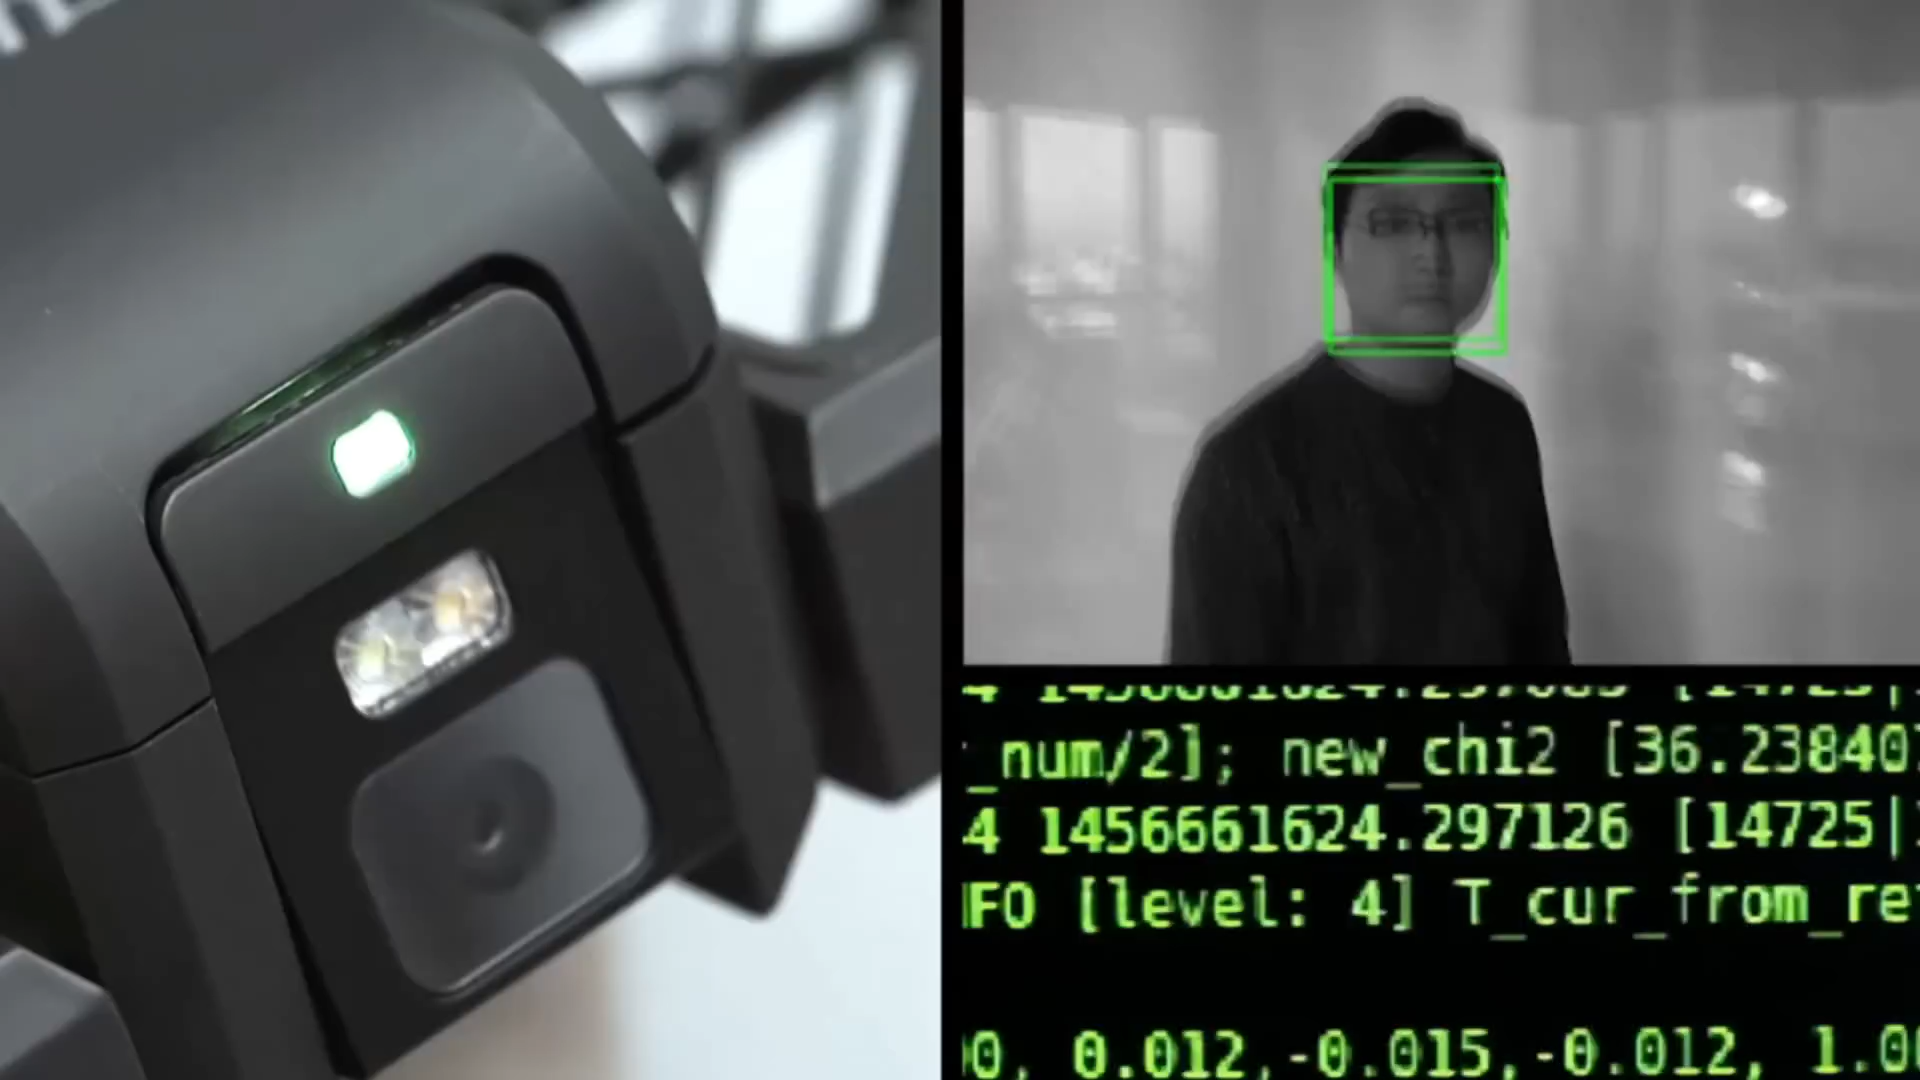 _num/2]; new_chi2 [36.23840
4 1456661624.297126 [14725|
NFO [level: 4] T_cur_from_re
0, 0.012,-0.015,-0.012, 1.0